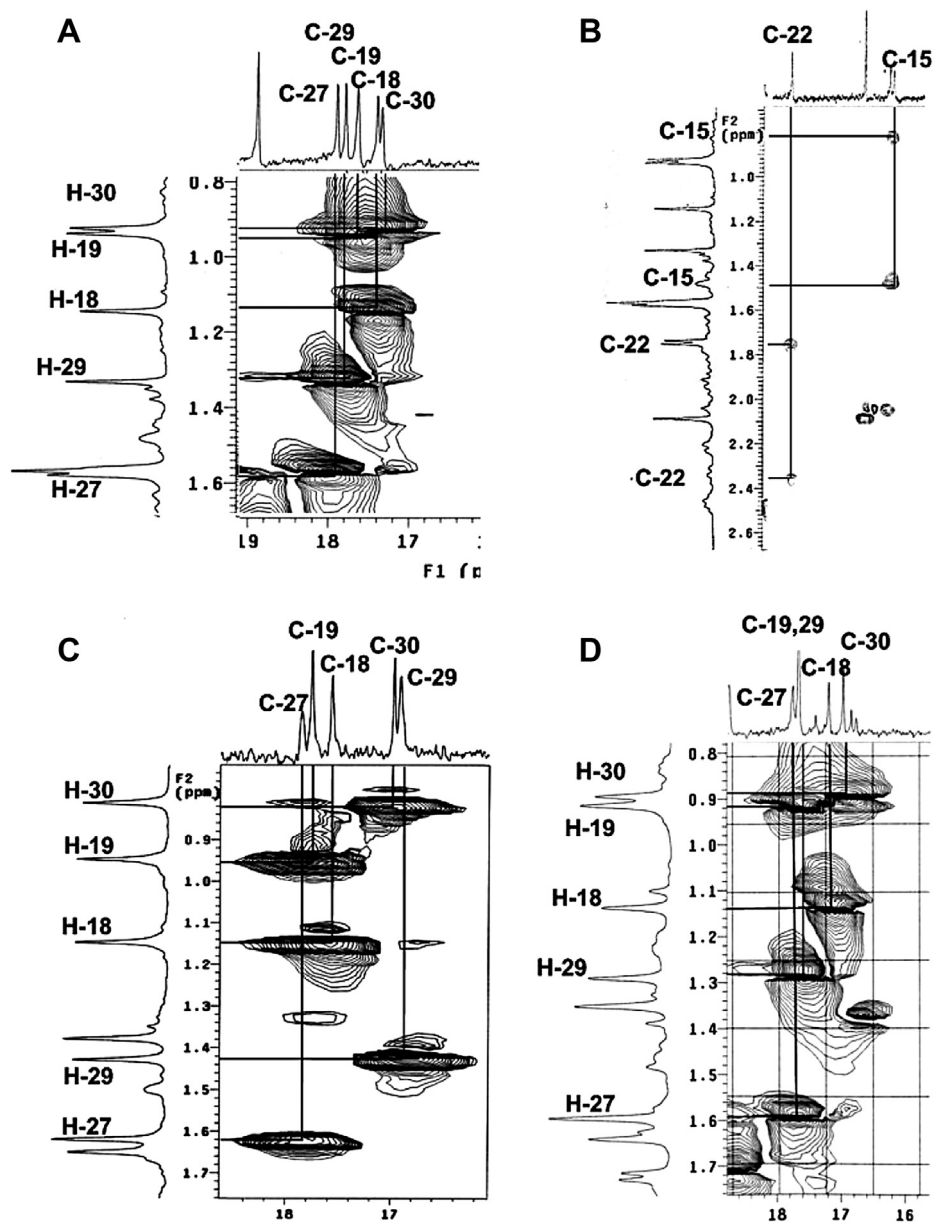 A
C-29
C-19
C-27
C-18
C-30
H-30
H-19
H-18
H-29
H-27
0.8
1.0
1.2
1.4
1.6
19
18
17
F1
B
C-22
C-15
F2
(ppm)
C-15
1.0
1.2
1.4
C-15
1.6
C-22
1.8
2.0
2.2
C-22
2.4
2.6
C
C-19
C-30
C-18
C-29
C-27
F2
(ppm)
H-30
0.9
H-19
1.0
1.1
H-18
1.2
1.3
1.4
H-29
1.5
H-27
1.6
1.7
18
17
D
C-19,29
C-30
C-18
C-27
0.8
H-30
0.9
H-19
1.0
1.1
H-18
1.2
H-29
1.3
1.4
1.5
H-27
1.6
1.7
18
17
16